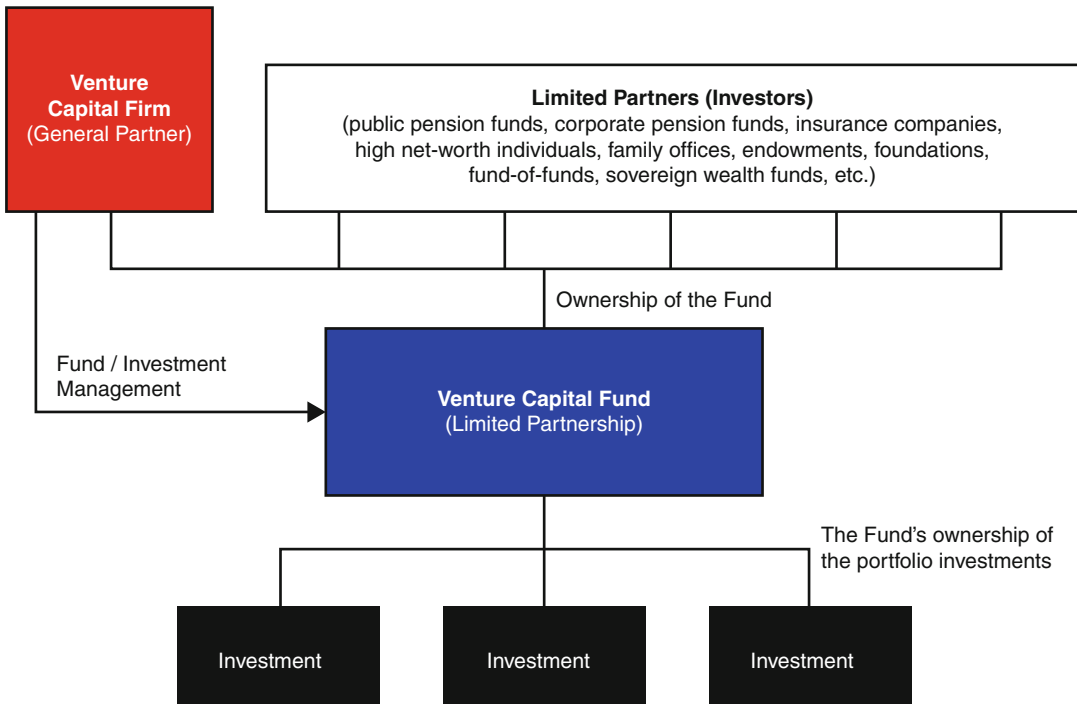 Venture
Capital Firm
(General Partner)
Limited Partners (Investors)
(public pension funds, corporate pension funds, insurance companies,
high net-worth individuals, family offices, endowments, foundations,
fund-of-funds, sovereign wealth funds, etc.)
Ownership of the Fund
Fund / Investment
Management
Venture Capital Fund
(Limited Partnership)
The Fund’s ownership of
the portfolio investments
Investment
Investment
Investment